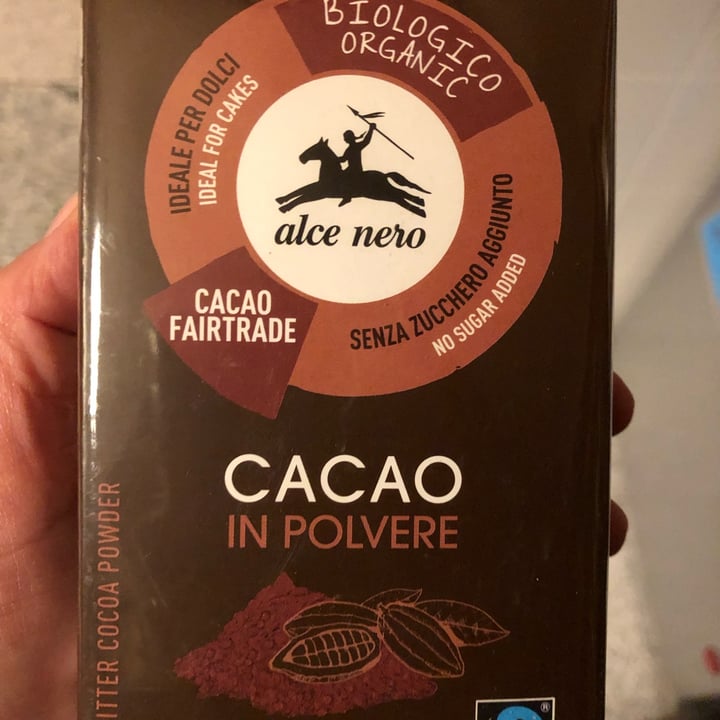 BIOLOGICO
ORGANIC
IDEALE PER DOLCI
IDEAL FOR CAKES
alce nero
SENZA ZUCCHERO AGGIUNTO
NO SUGAR ADDED
CACAO
FAIRTRADE
CACAO
IN POLVERE
ITTER COCOA POWDER
®